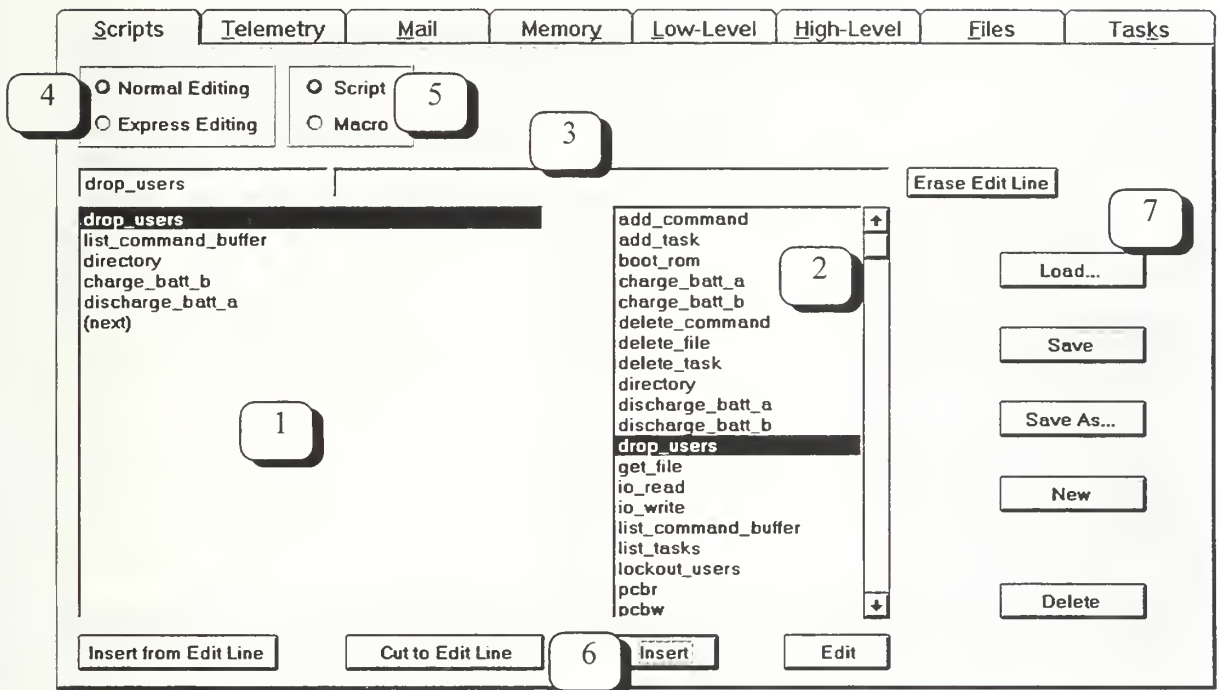 Scripts Telemetry Mail Memory Low-Level High-Level Files Tasks
4
Normal Editing
Express Editing
Script
Macro
5
3
drop_users
Erase Edit Line
drop_users
list_command_buffer
directory
charge_batt_b
discharge_batt_a
(next)
1
add_command
add_task
boot_rom
charge_batt_a
charge_batt_b
delete_command
delete_file
delete_task
directory
discharge_batt_a
discharge_batt_b
drop_users
get_file
io_read
io_write
list_command_buffer
list_tasks
lockout_users
pcbr
pcbw
2
7
Load...
Save
Save As...
New
Delete
Insert from Edit Line
Cut to Edit Line
6
Insert
Edit